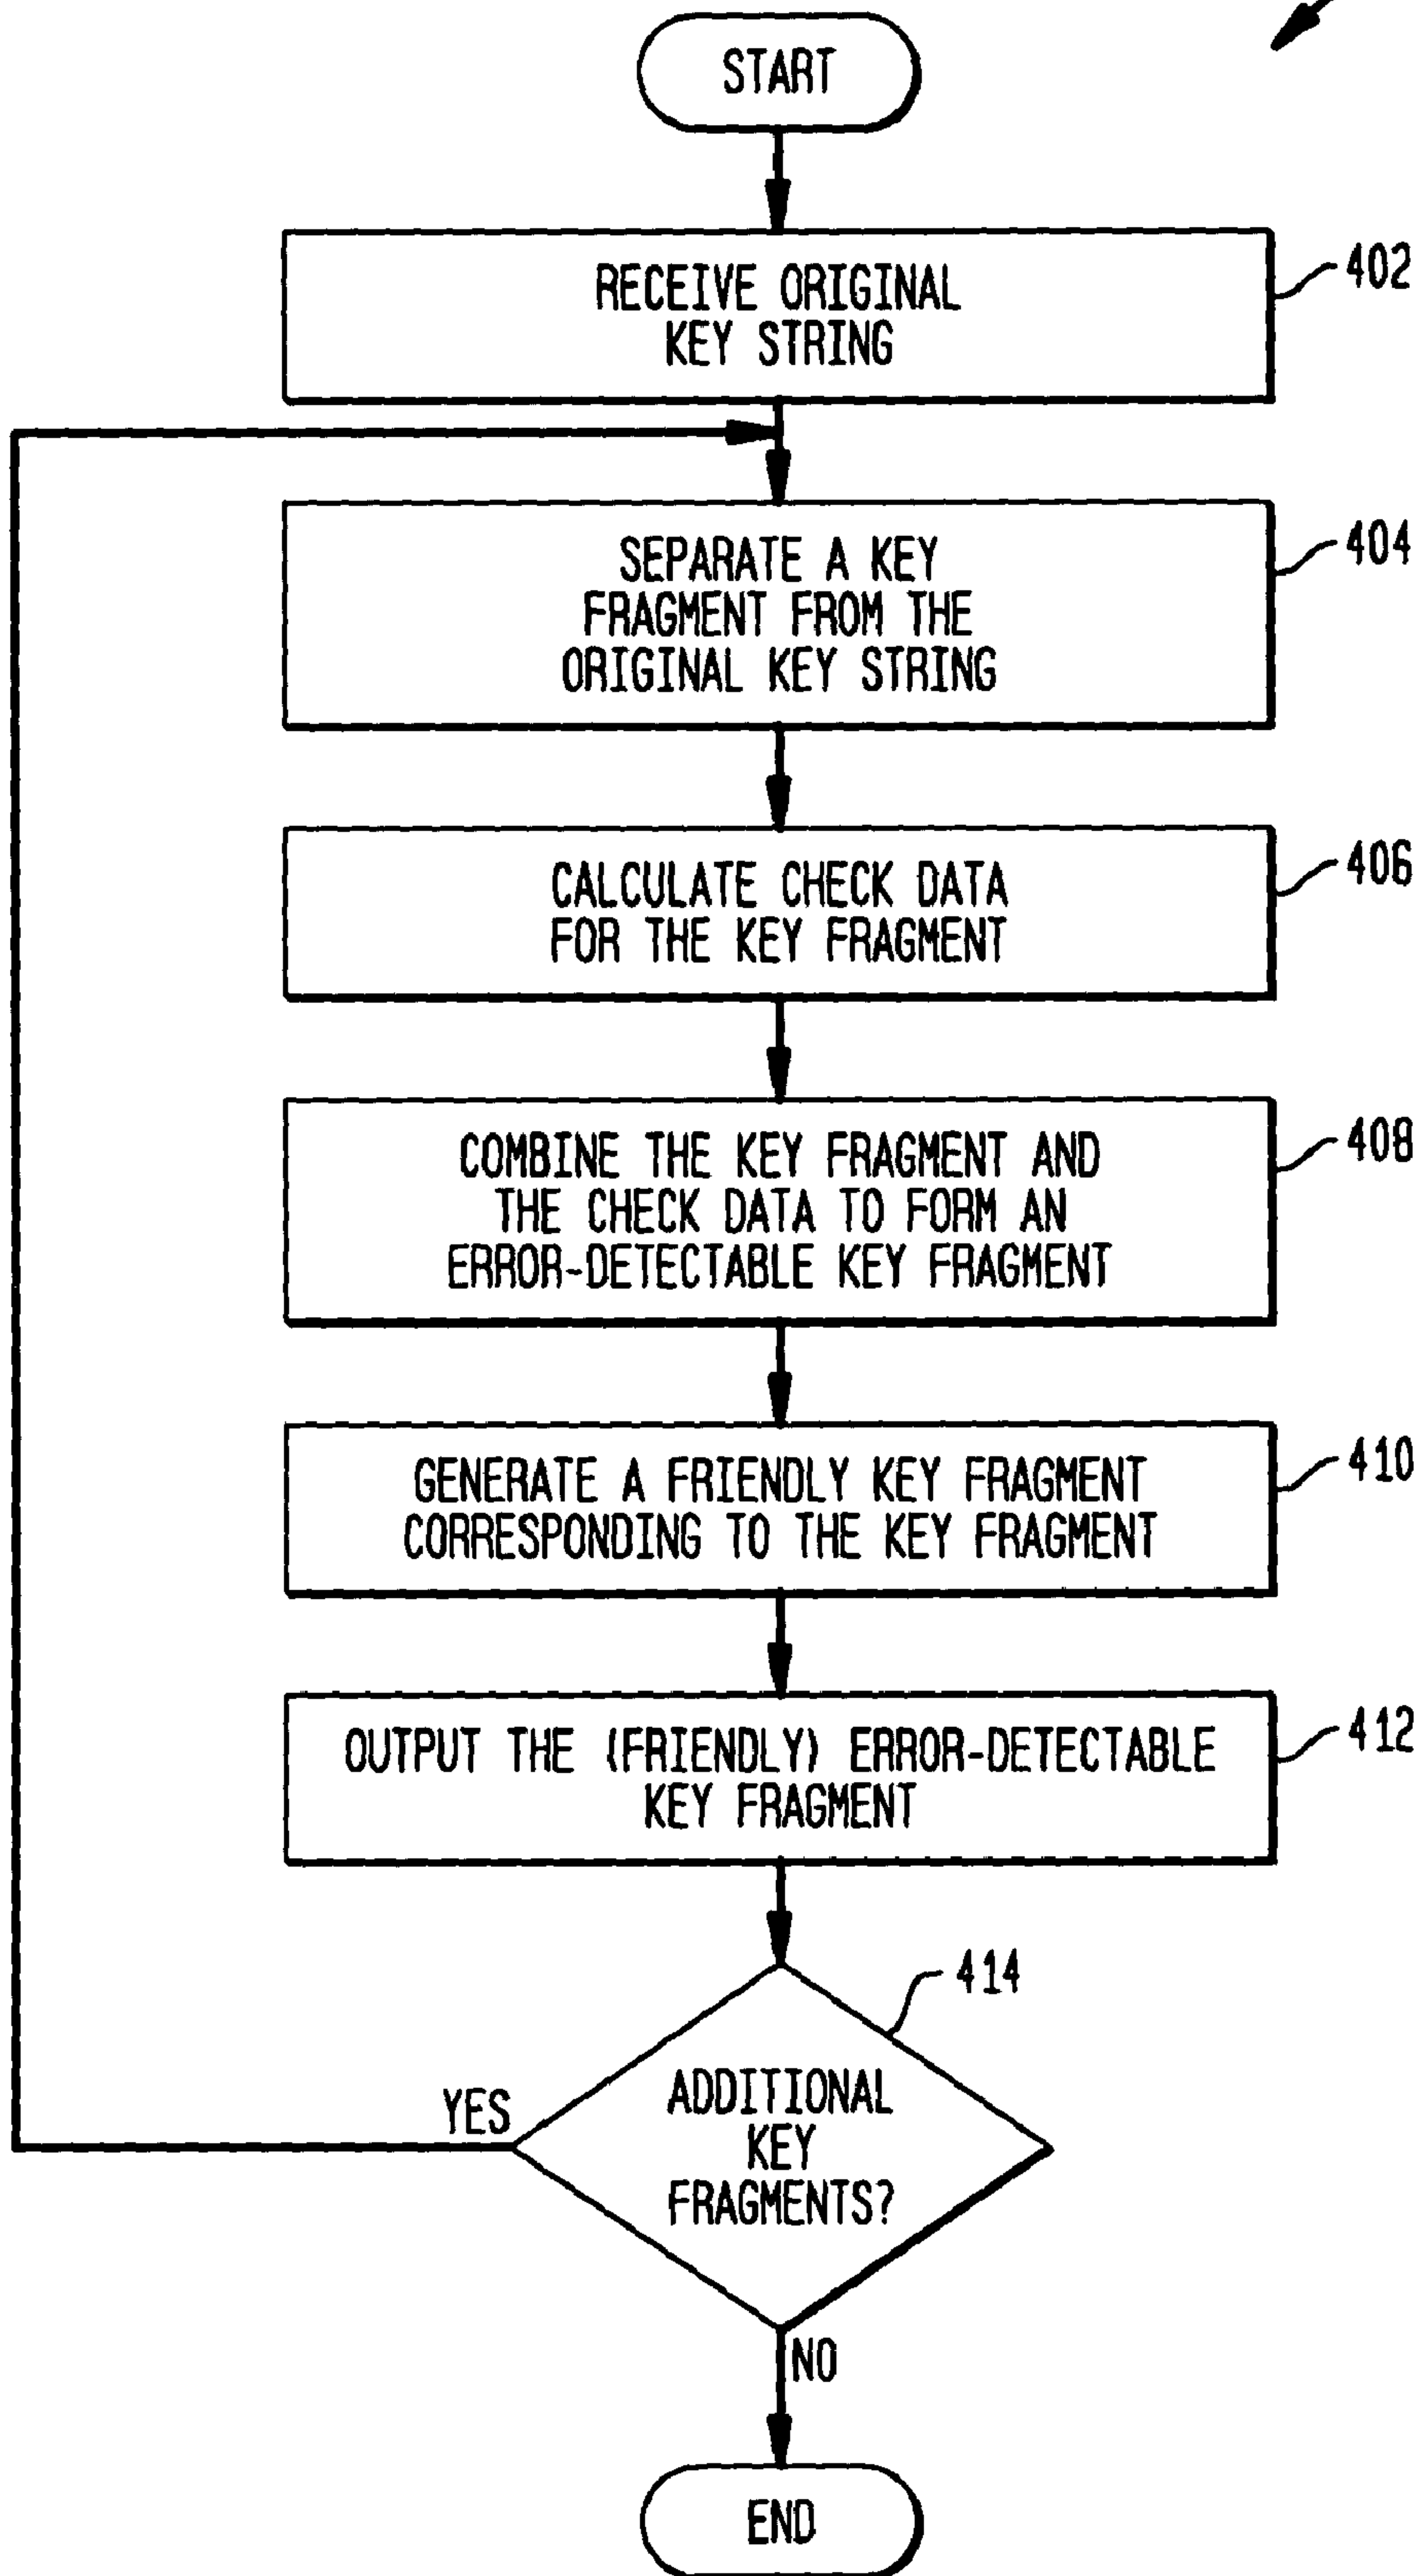 START
RECEIVE ORIGINAL
KEY STRING
402
SEPARATE A KEY
FRAGMENT FROM THE
ORIGINAL KEY STRING
404
CALCULATE CHECK DATA
FOR THE KEY FRAGMENT
406
COMBINE THE KEY FRAGMENT AND
THE CHECK DATA TO FORM AN
ERROR-DETECTABLE KEY FRAGMENT
408
GENERATE A FRIENDLY KEY FRAGMENT
CORRESPONDING TO THE KEY FRAGMENT
410
OUTPUT THE (FRIENDLY) ERROR-DETECTABLE
KEY FRAGMENT
412
414
ADDITIONAL
KEY
FRAGMENTS?
YES
NO
END